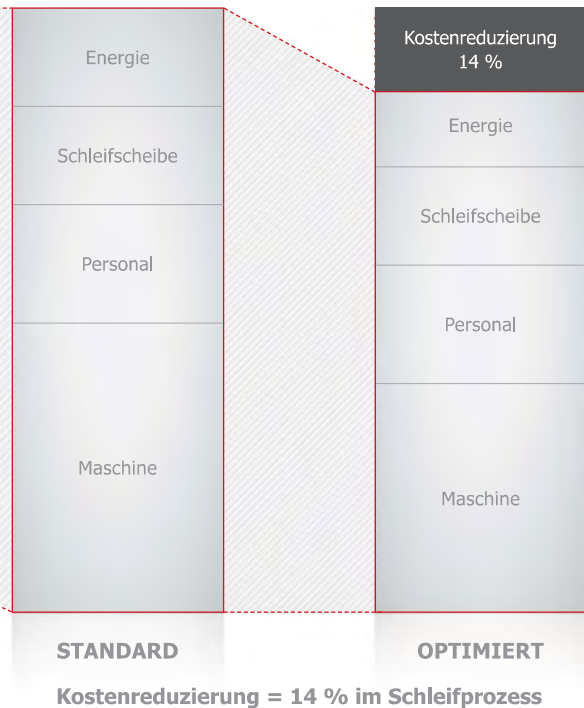 Energie
Schleifscheibe
Personal
Maschine
STANDARD
Kostenreduzierung
14 %
Energie
Schleifscheibe
Personal
Maschine
OPTIMIERT
Kostenreduzierung = 14 % im Schleifprozess